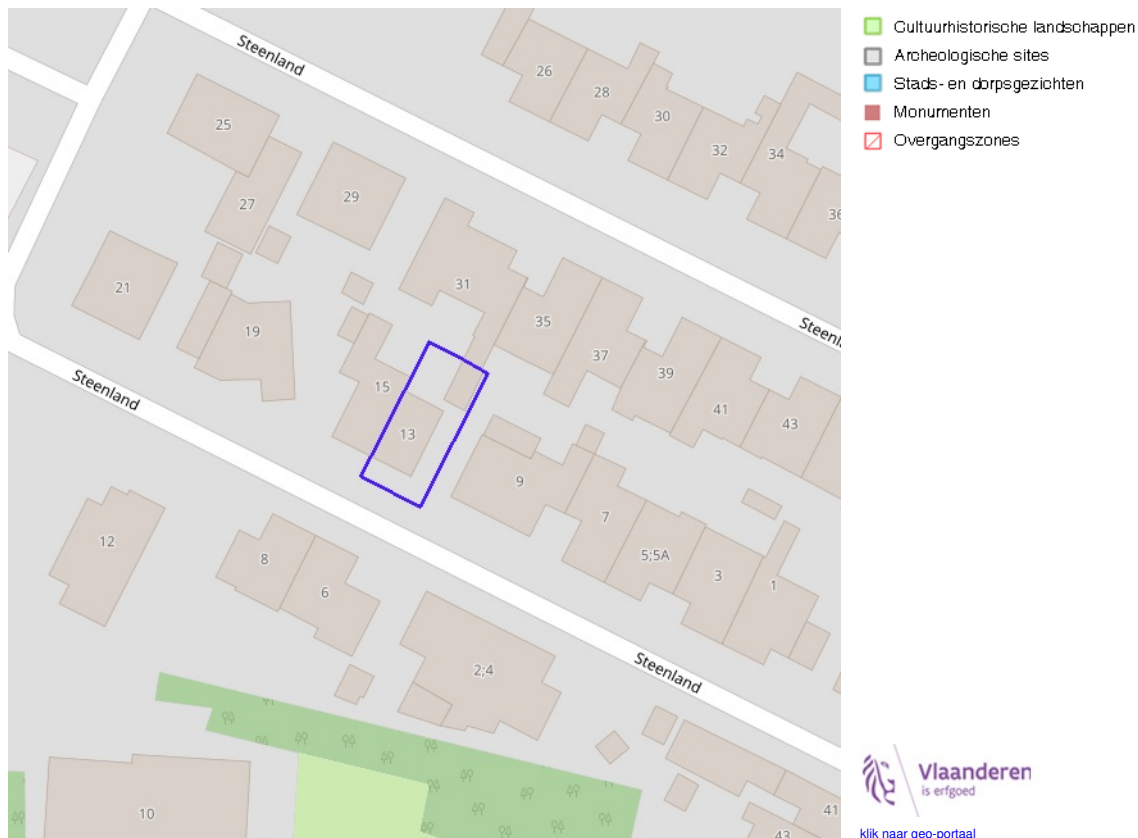 Steenland
26
28
30
32
34
36
25
27
29
31
21
19
35
37
39
41
43
Steenland
15
13
9
7
5;5A
3
1
12
8
6
2;4
Steenland
10
41
43
Cultuurhistorische landschappen
Archeologische sites
Stads- en dorpsgezichten
Monumenten
Overgangszones
Vlaanderen
is erfgoed
klik naar geo-portaal